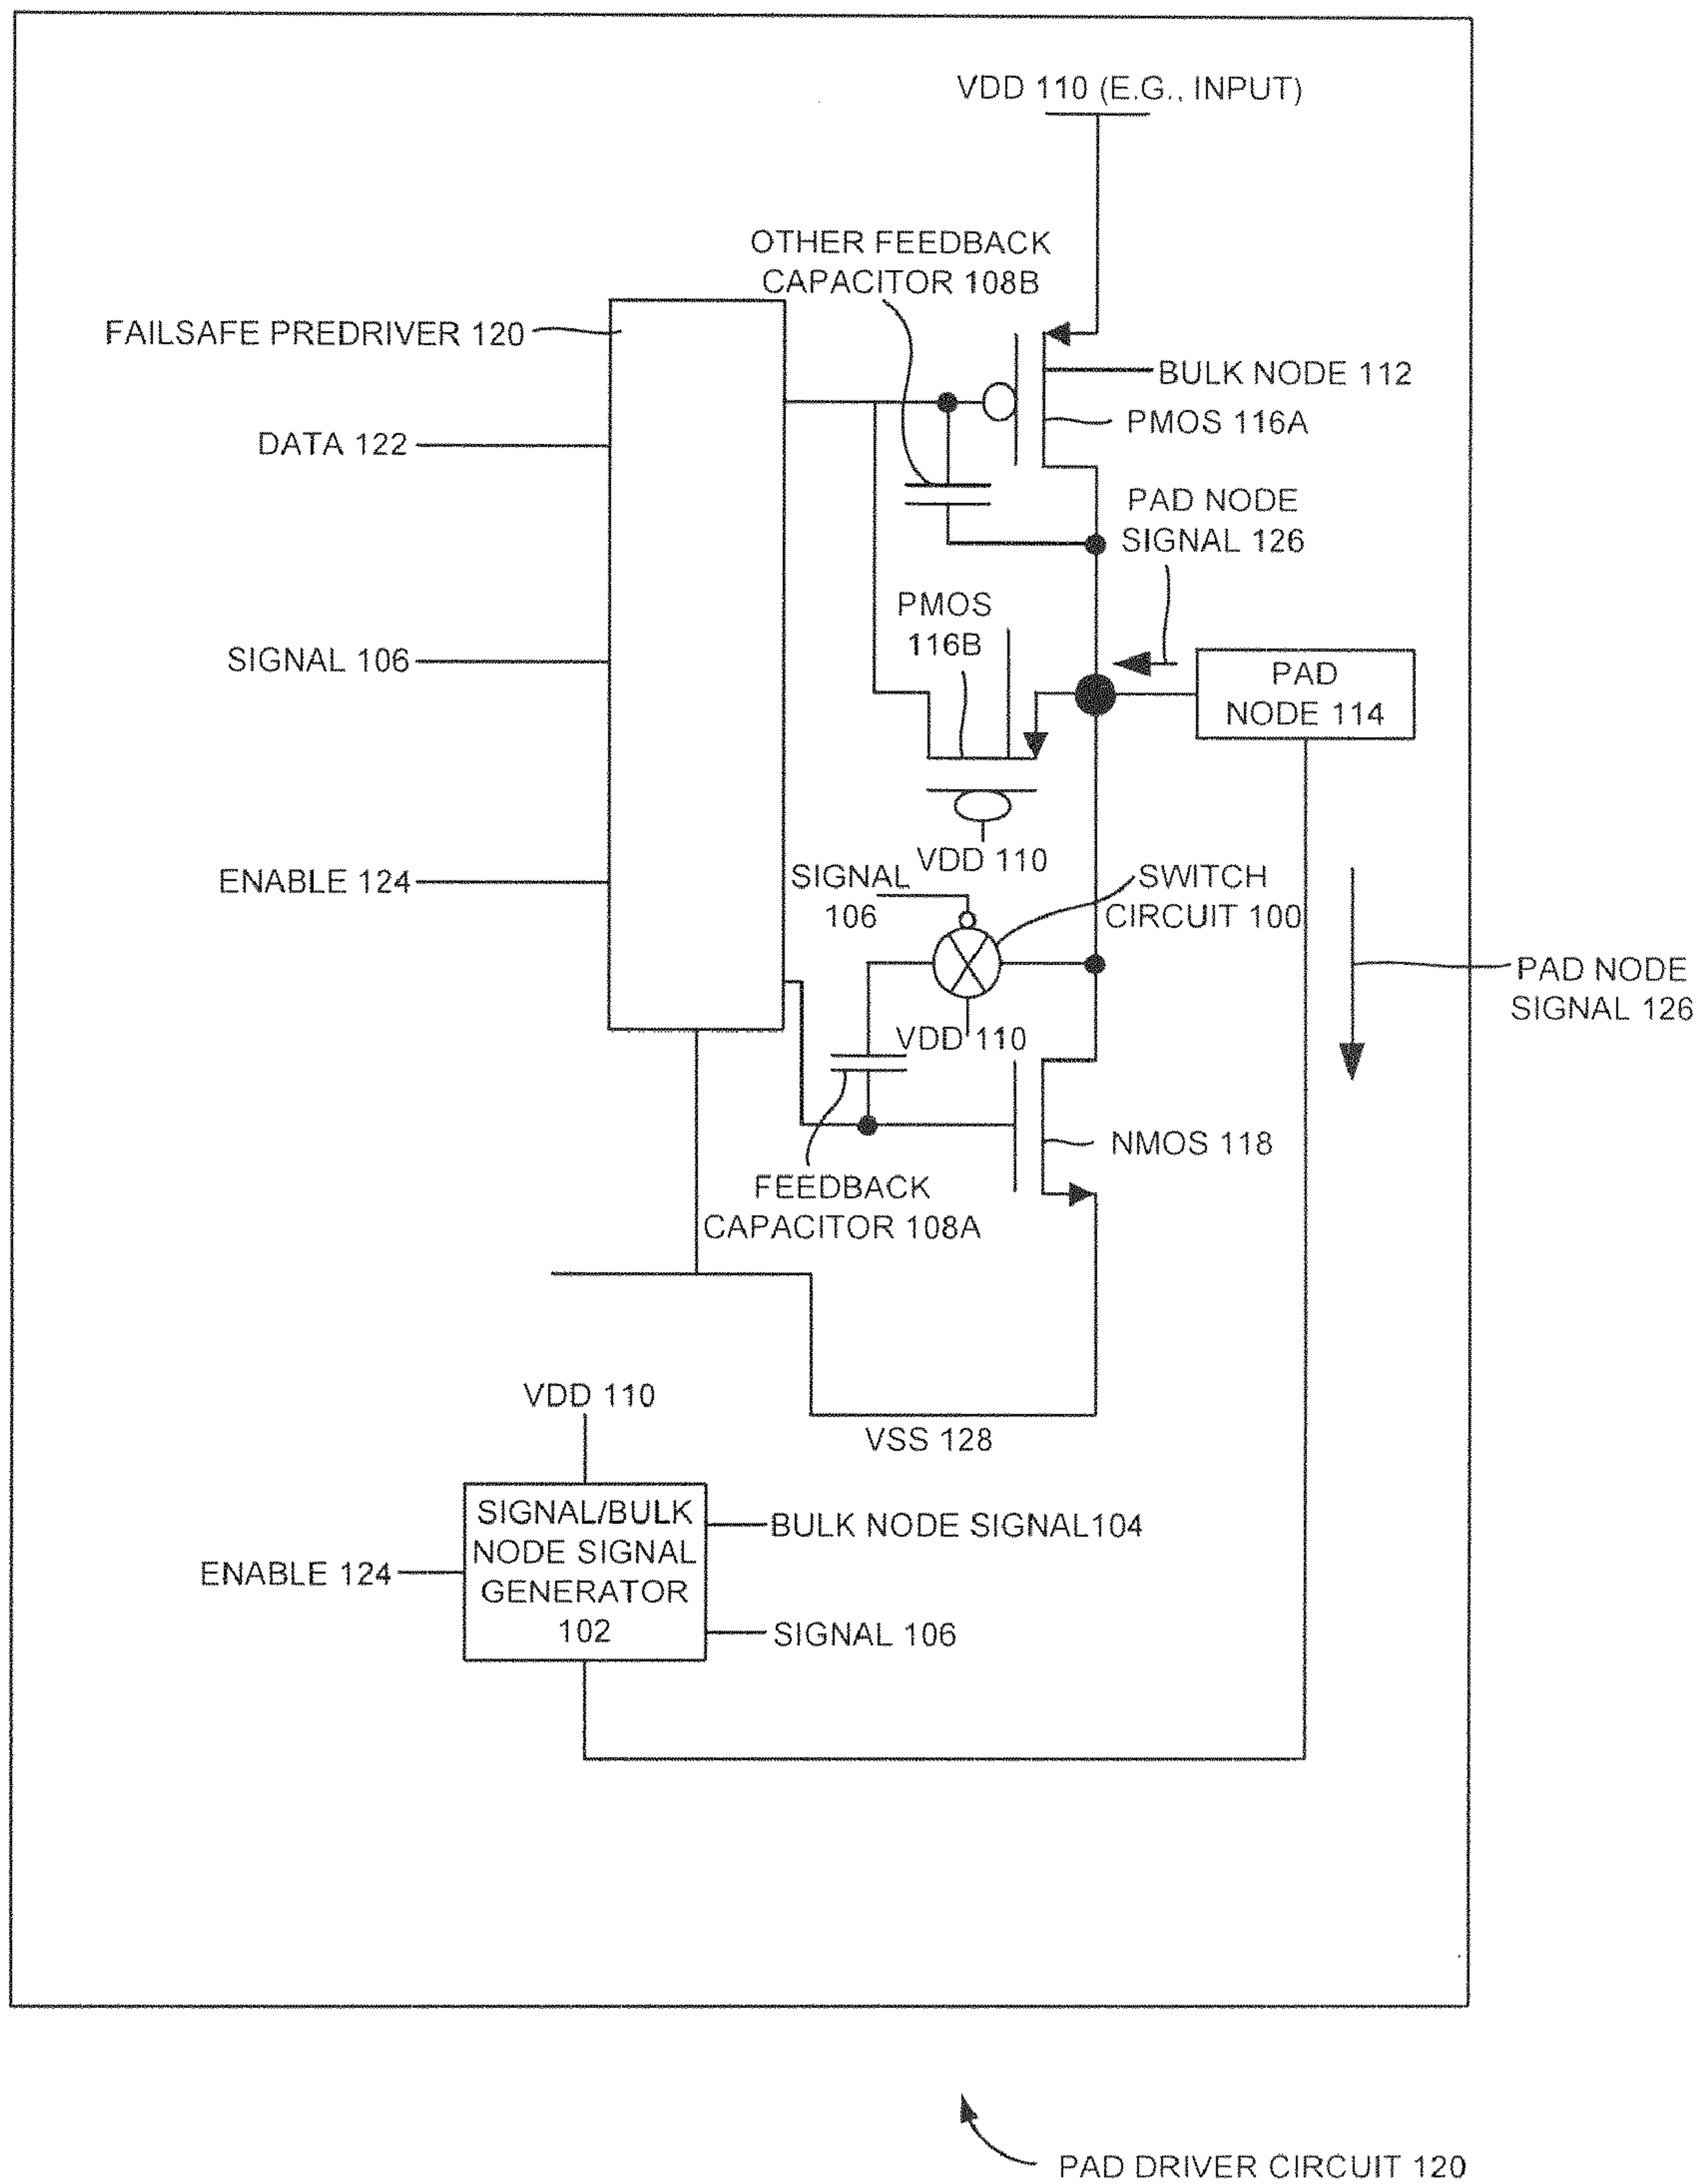 VDD 110 (E.G., INPUT)
OTHER FEEDBACK
CAPACITOR 108B
FAILSAFE PREDRIVER 120
BULK NODE 112
PMOS 116A
DATA 122
PAD NODE
SIGNAL 126
PMOS
116B
SIGNAL 106
PAD
NODE 114
VDD 110
ENABLE 124
SIGNAL
106
SWITCH
CIRCUIT 100
PAD NODE
SIGNAL 126
VDD 110
NMOS 118
FEEDBACK
CAPACITOR 108A
VDD 110
VSS 128
SIGNAL/BULK
NODE SIGNAL
GENERATOR
102
BULK NODE SIGNAL104
ENABLE 124
SIGNAL 106
PAD DRIVER CIRCUIT 120